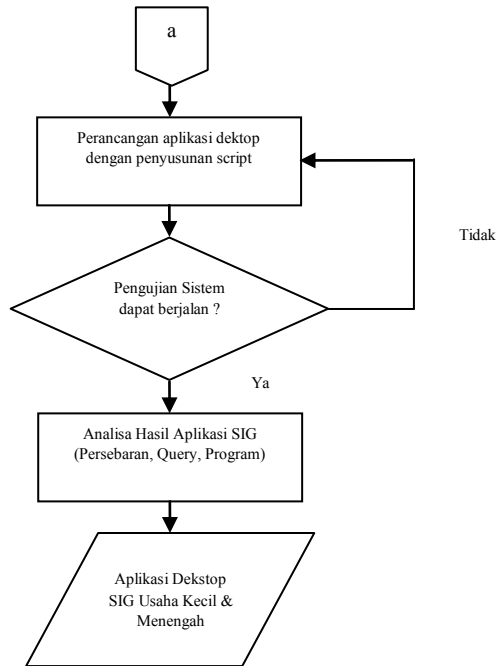 a
Perancangan aplikasi dektop
dengan penyusunan script
Tidak
Pengujian Sistem
dapat berjalan ?
Ya
Analisa Hasil Aplikasi SIG
(Persebaran, Query, Program)
Aplikasi Dekstop
SIG Usaha Kecil &
Menengah